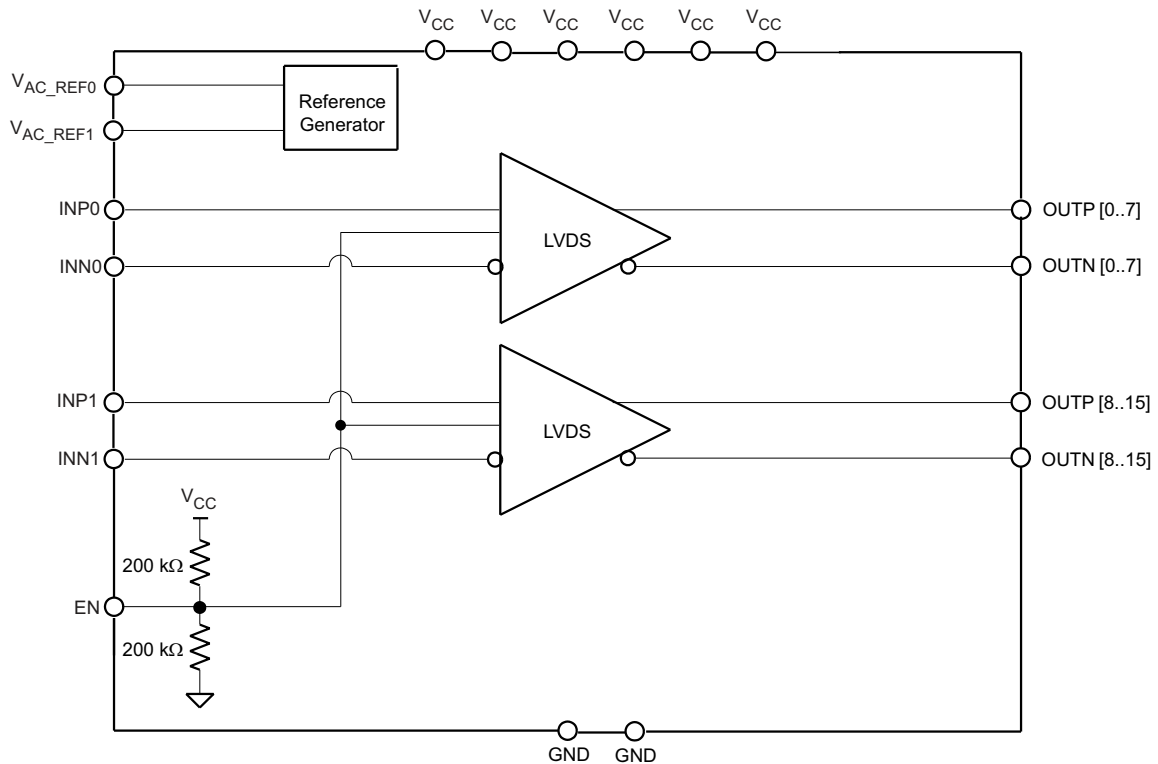 VCC VCC VCC VCC VCC VCC
VAC_REF0
VAC_REF1
Reference
Generator
INP0
INN0
LVDS
OUTP [0..7]
OUTN [0..7]
INP1
INN1
LVDS
OUTP [8..15]
OUTN [8..15]
VCC
200 kΩ
EN
200 kΩ
GND GND